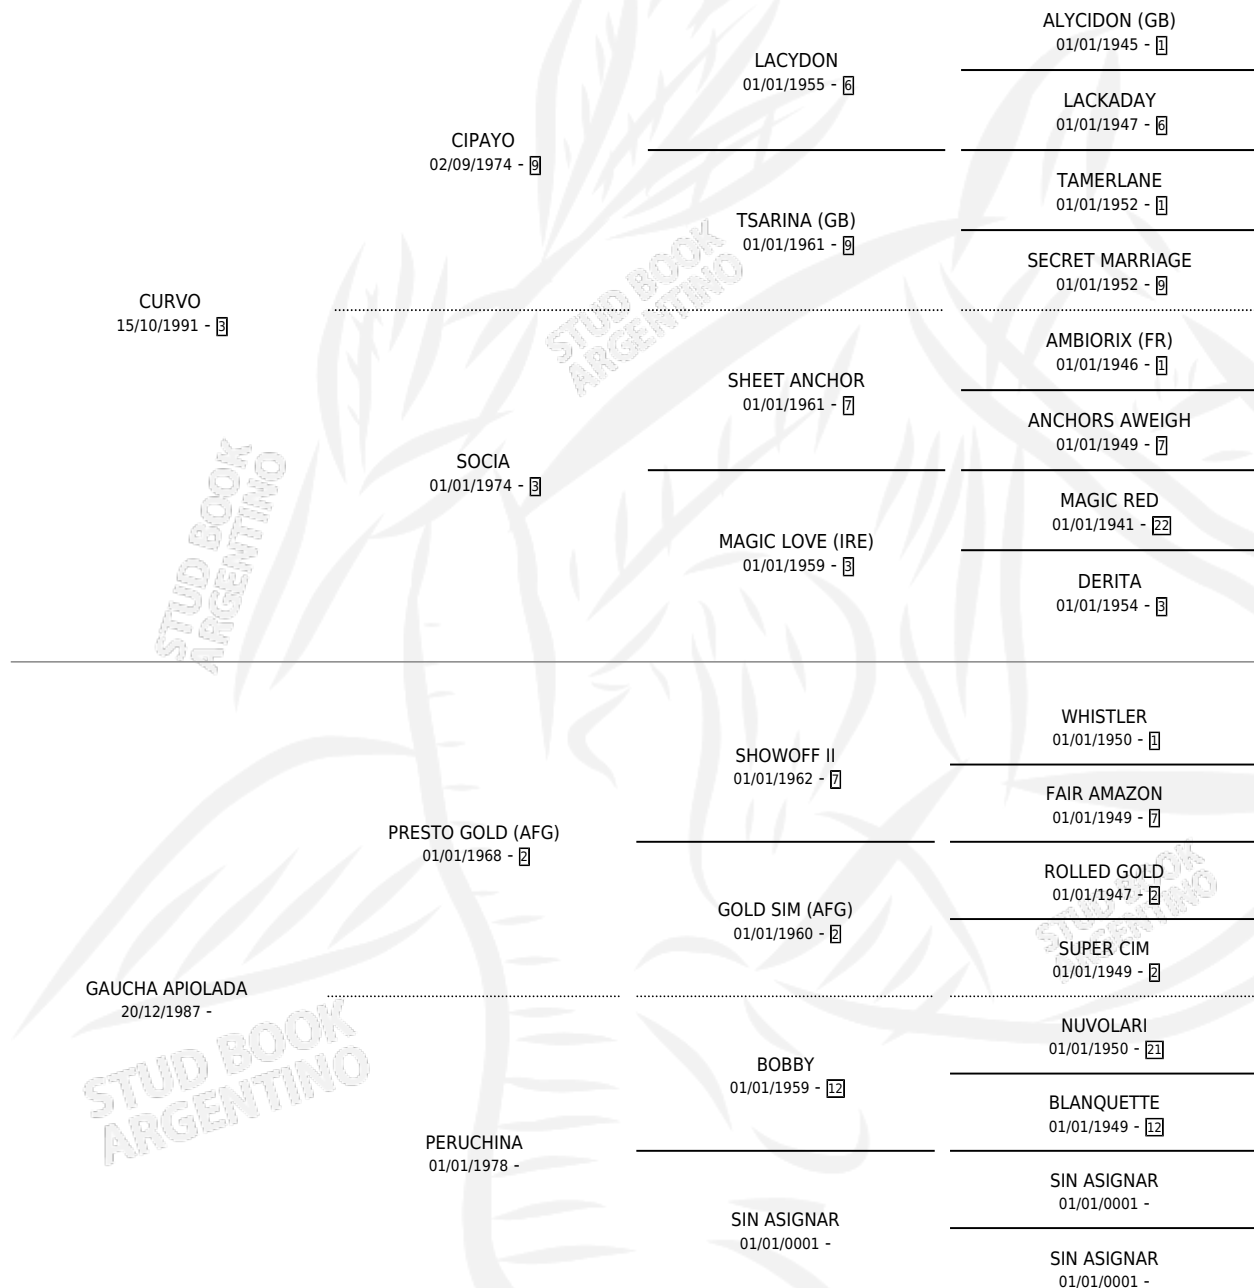 CURVO
15/10/1991 - 3
CIPAYO
02/09/1974 - 9
LACYDON
01/01/1955 - 6
ALYCIDON (GB)
01/01/1945 - 1
LACKADAY
01/01/1947 - 6
TSARINA (GB)
01/01/1961 - 9
TAMERLANE
01/01/1952 - 1
SECRET MARRIAGE
01/01/1952 - 9
SOCIA
01/01/1974 - 3
SHEET ANCHOR
01/01/1961 - 7
AMBIORIX (FR)
01/01/1946 - 1
ANCHORS AWEIGH
01/01/1949 - 7
MAGIC LOVE (IRE)
01/01/1959 - 3
MAGIC RED
01/01/1941 - 22
DERITA
01/01/1954 - 3
GAUCHA APIOLADA
20/12/1987 -
PRESTO GOLD (AFG)
01/01/1968 - 2
SHOWOFF II
01/01/1962 - 7
WHISTLER
01/01/1950 - 1
FAIR AMAZON
01/01/1949 - 7
GOLD SIM (AFG)
01/01/1960 - 2
ROLLED GOLD
01/01/1947 - 2
SUPER CIM
01/01/1949 - 2
PERUCHINA
01/01/1978 -
BOBBY
01/01/1959 - 12
NUVOLARI
01/01/1950 - 21
BLANQUETTE
01/01/1949 - 12
SIN ASIGNAR
01/01/0001 -
SIN ASIGNAR
01/01/0001 -
SIN ASIGNAR
01/01/0001 -
STUD BOOK
ARGENTINO
STUD BOOK
ARGENTINO
STUD BOOK
ARGENTINO
STUD BOOK
ARGENTINO